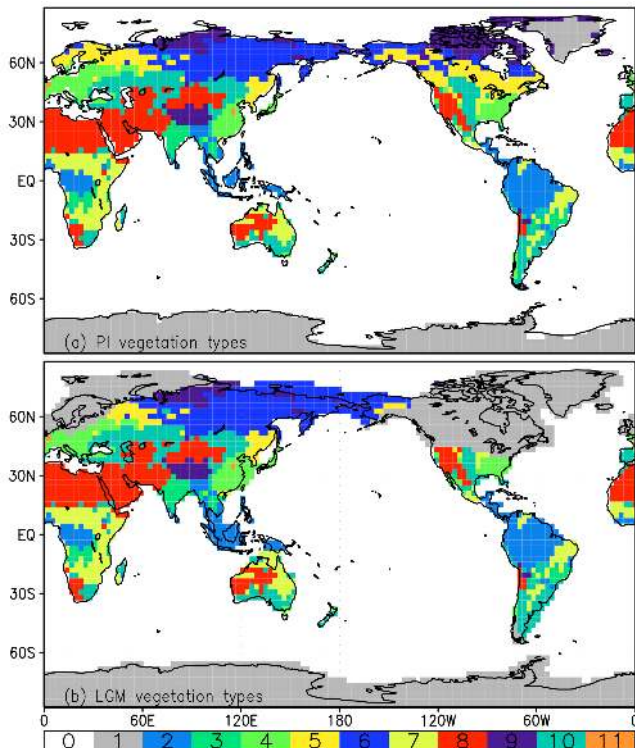 60N
30N
EQ
30S
60S
(a) PI vegetation types
60N
30N
EQ
30S
60S
(b) LGM vegetation types
0 60E 120E 180 120W 60W 0
0 1 2 3 4 5 6 7 8 9 10 11